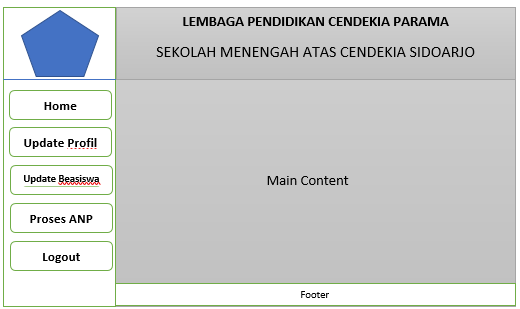 LEMBAGA PENDIDIKAN CENDEKIA PARAMA
SEKOLAH MENENGAH ATAS CENDEKIA SIDOARJO
Home
Update Profil
Update Beasiswa
Proses ANP
Logout
Main Content
Footer